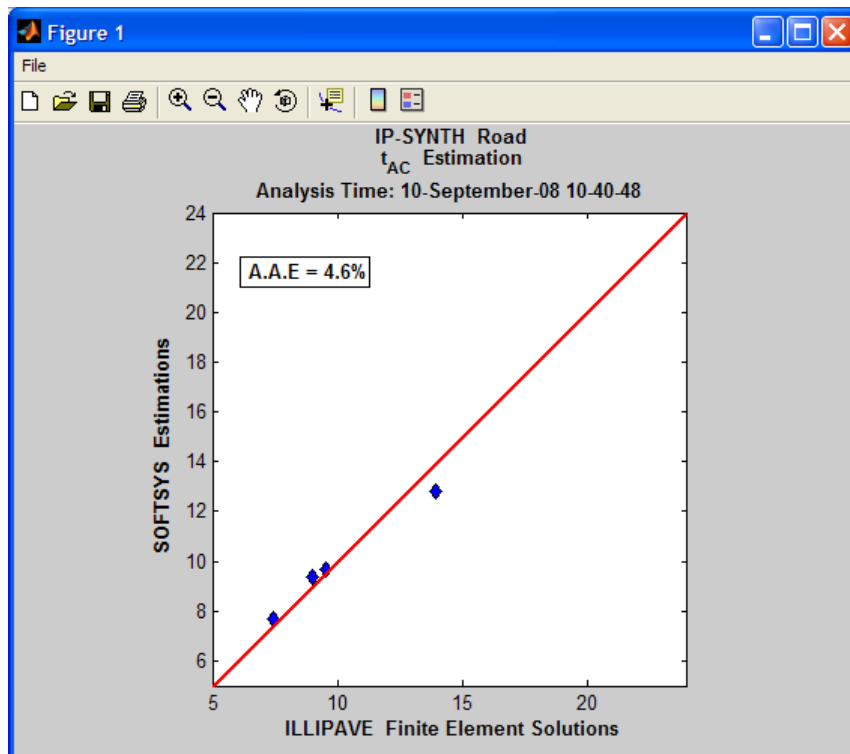 Figure 1
File
IP-SYNTH Road
t_AC Estimation
Analysis Time: 10-September-08 10-40-48
24
22
20
18
16
14
12
10
8
6
A.A.E = 4.6%
SOFTSYS Estimations
5 10 15 20
ILLIPAVE Finite Element Solutions